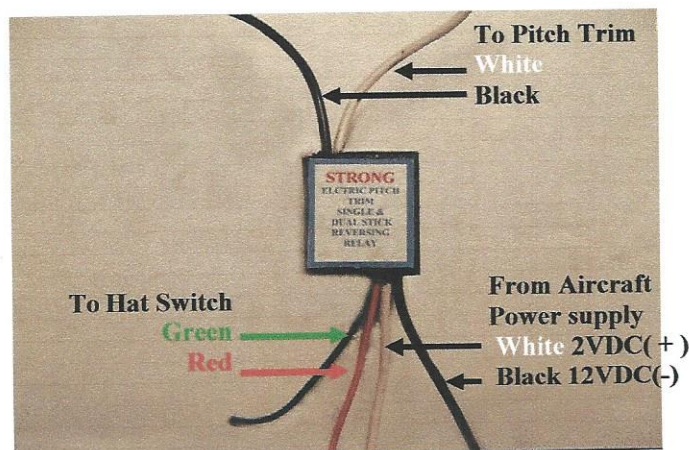 To Pitch Trim
White
Black
STRONG
ELCTRIC PITCH
TRIM
SINGLE &
DUAL STICK
REVERSING
RELAY
To Hat Switch
Green
Red
From Aircraft
Power supply
White 2VDC( + )
Black 12VDC(-)